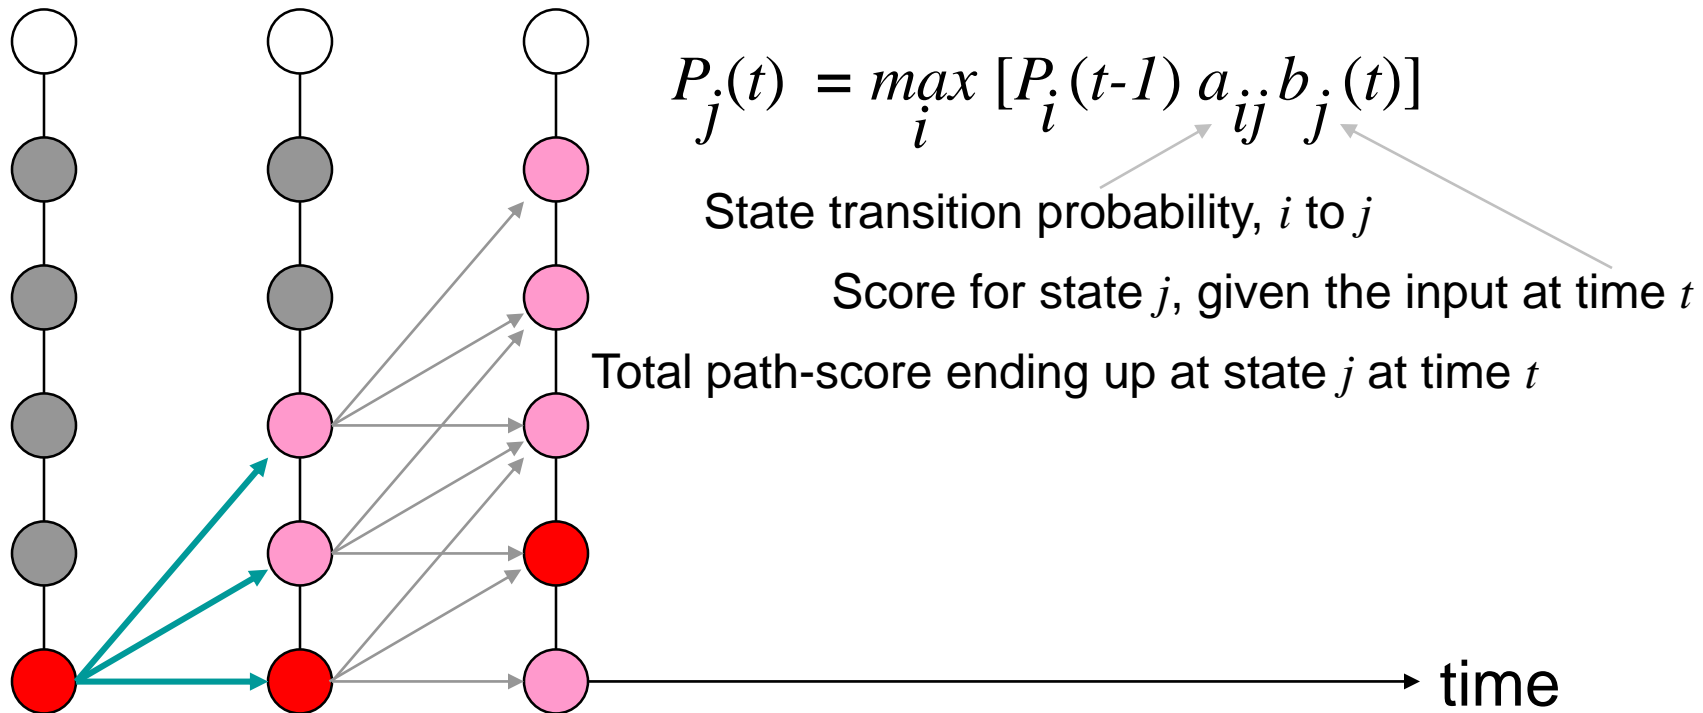 P_j(t) = max_i [P_i(t-1) a_ij b_j(t)]
State transition probability, i to j
Score for state j, given the input at time t
Total path-score ending up at state j at time t
time